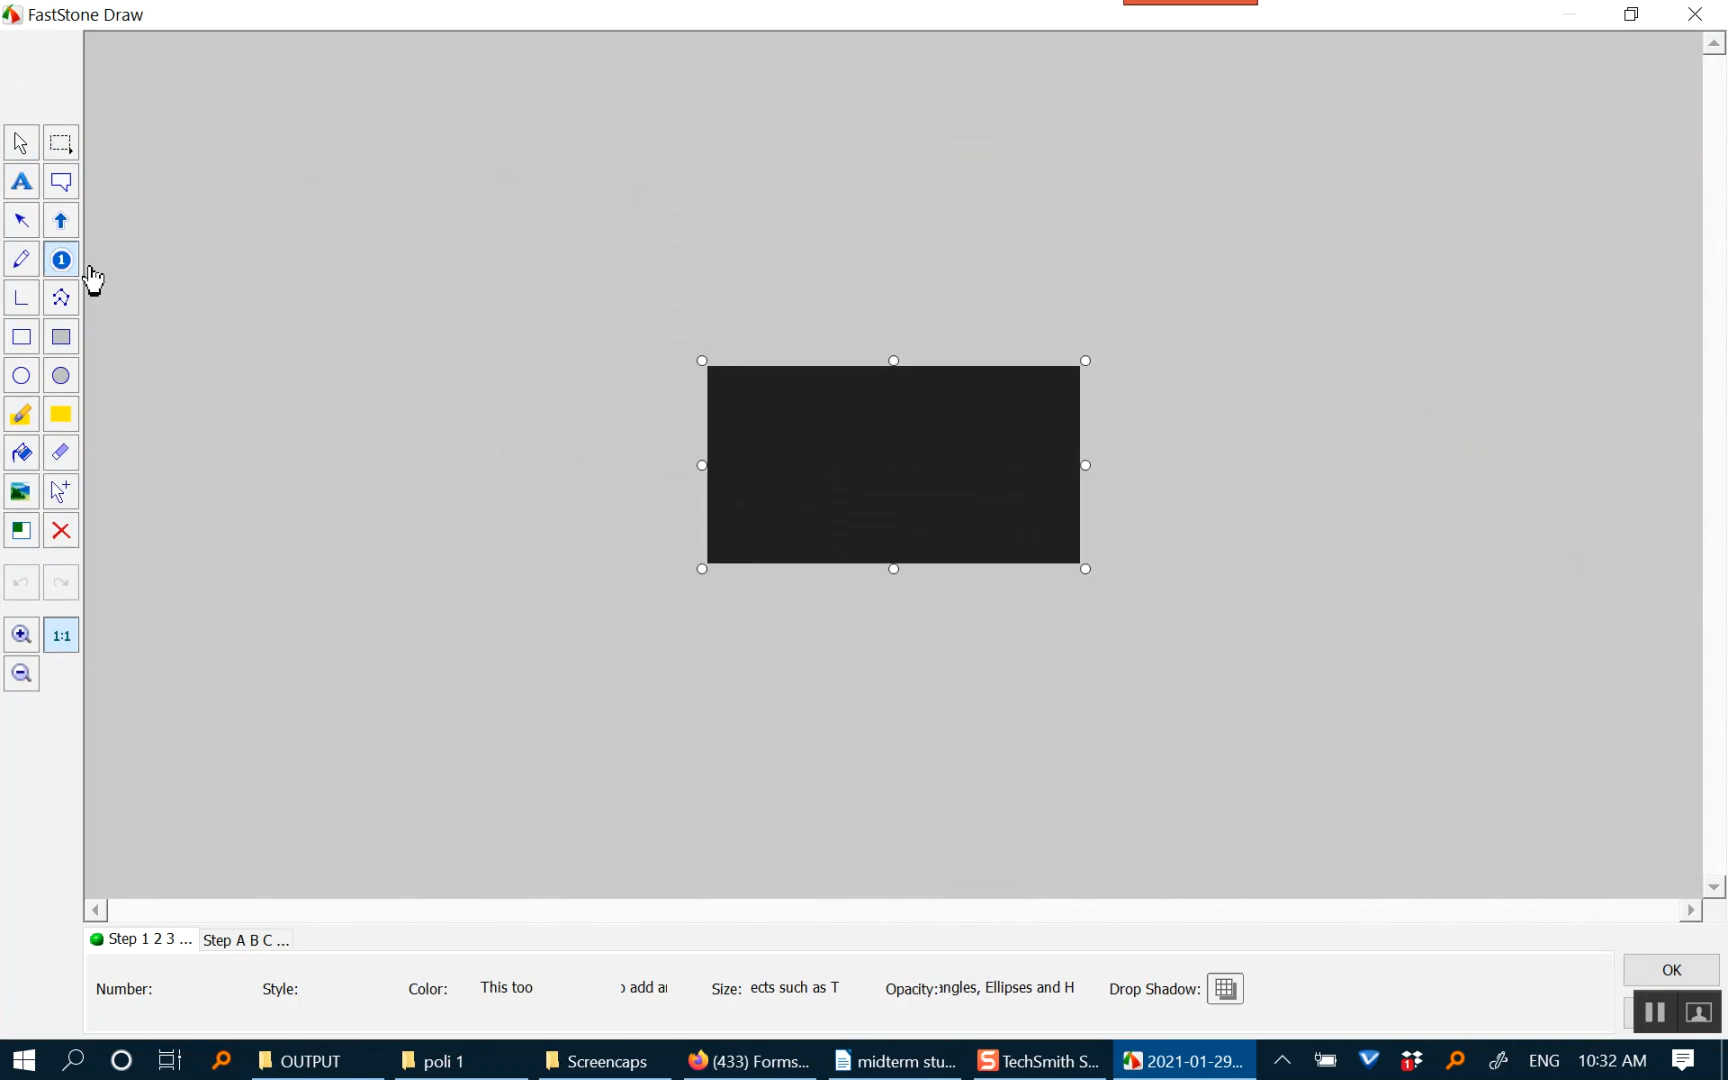 FastStone Draw
A
1
1:1
Step 1 2 3 ...
Step A B C ...
Number:
Style:
Color:
This too
Size:
ects such as T
Opacity:
ngles, Ellipses and H
Drop Shadow:
OK
OUTPUT
poli 1
Screencaps
(433) Forms...
midterm stu...
S TechSmith S...
2021-01-29...
ENG
10:32 AM